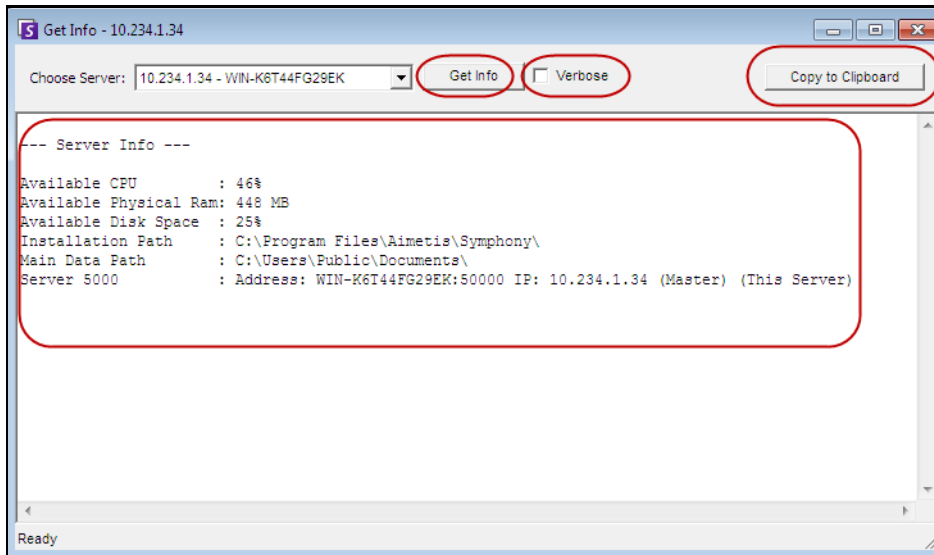 Get Info - 10.234.1.34
Choose Server: 10.234.1.34 - WIN-K6T44FG29EK Get Info Verbose Copy to Clipboard
--- Server Info ---
Available CPU : 46%
Available Physical Ram: 448 MB
Available Disk Space : 25%
Installation Path : C:\Program Files\Aimetis\Symphony\
Main Data Path : C:\Users\Public\Documents\
Server 5000 : Address: WIN-K6T44FG29EK:50000 IP: 10.234.1.34 (Master) (This Server)
Ready